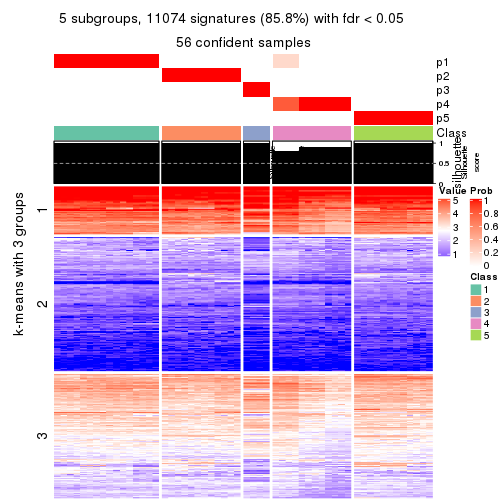 5 subgroups, 11074 signatures (85.8%) with fdr < 0.05
56 confident samples
p1
p2
p3
p4
p5
Class
1
0.5
0
silhouette
Silhouette
score
k-means with 3 groups
1
2
3
Value
5
4
3
2
1
Prob
1
0.8
0.6
0.4
0.2
0
Class
1
2
3
4
5